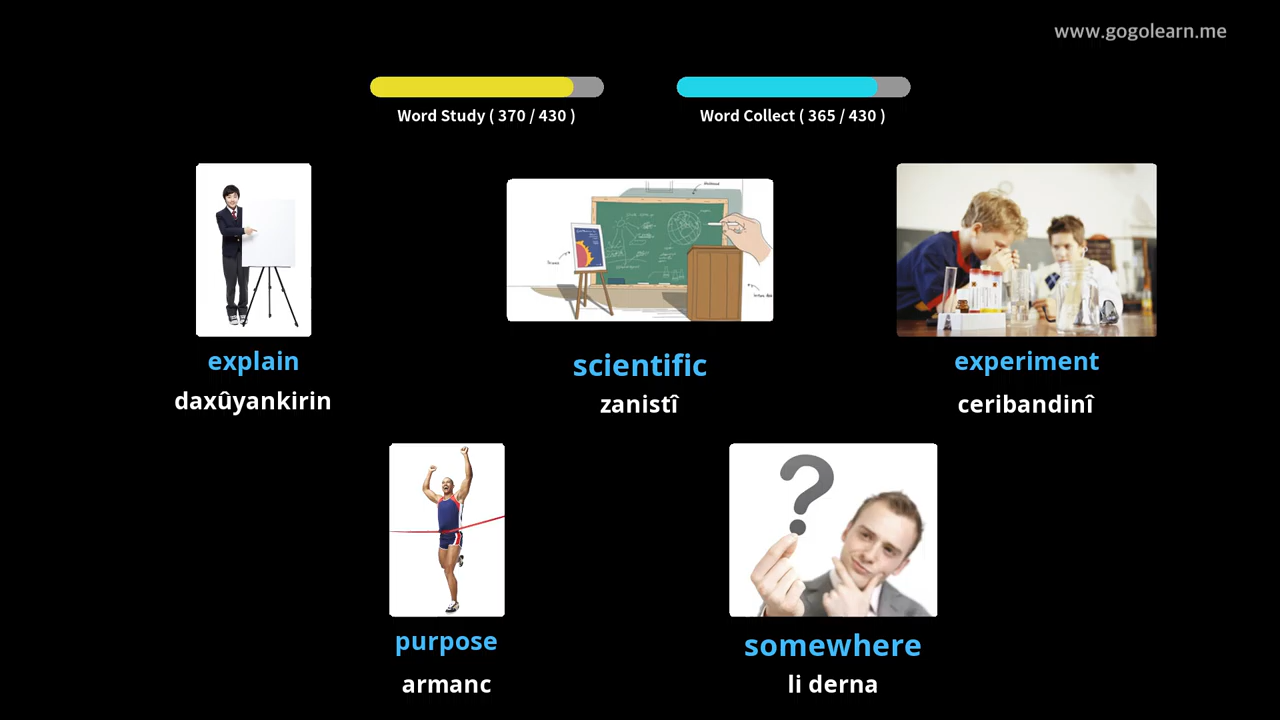 www.gogolearn.me
Word Study ( 370 / 430 )
Word Collect ( 365 / 430 )
explain
daxûyankirin
scientific
zanistî
experiment
ceribandinî
purpose
armanc
somewhere
li derna